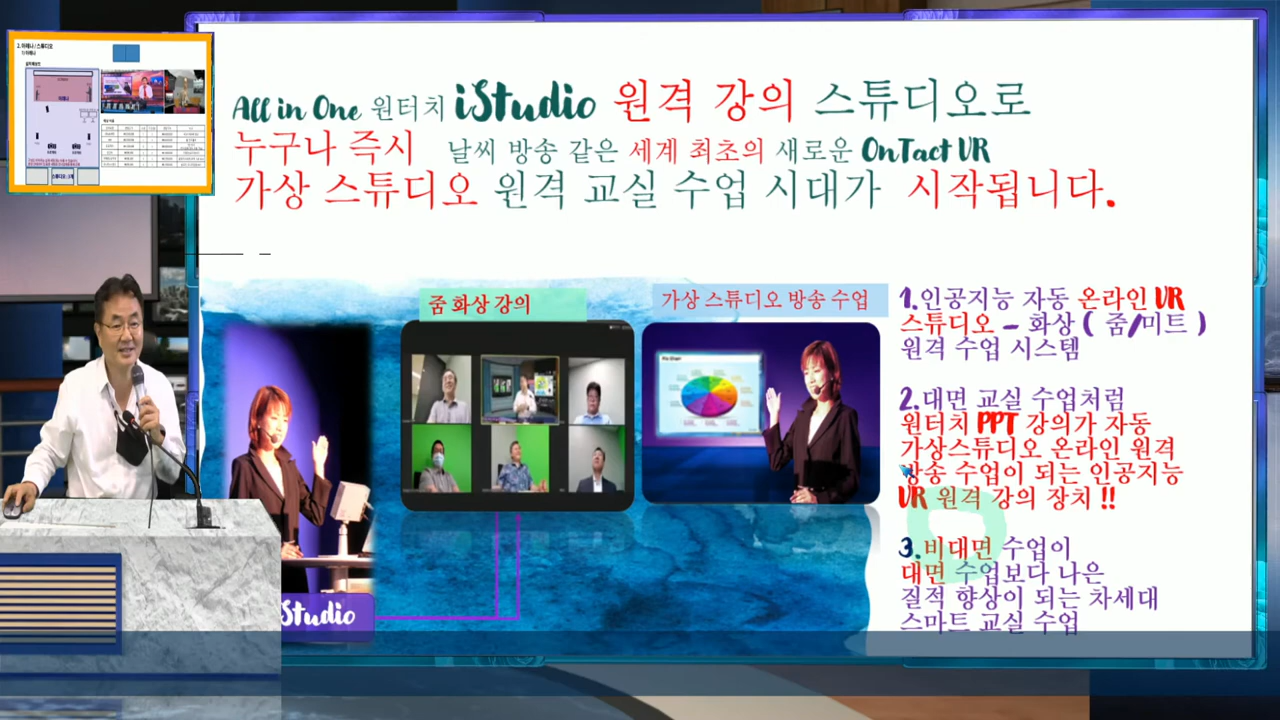 2. 아레나 / 스튜디오
All in One 원터치 iStudio 원격 강의 스튜디오로
누구나 즉시 날씨 방송 같은 세계 최초의 새로운 OnTact VR
가상 스튜디오 원격 교실 수업 시대가 시작됩니다.
줌 화상 강의
가상 스튜디오 방송 수업
1.인공지능 자동 온라인 VR
스튜디오 - 화상 ( 줌/미트 )
원격 수업 시스템
2.대면 교실 수업처럼
원터치 PPT 강의가 자동
가상스튜디오 온라인 원격
방송 수업이 되는 인공지능
VR 원격 강의 장치 !!
3.비대면 수업이
대면 수업보다 나은
질적 향상이 되는 차세대
스마트 교실 수업
Studio